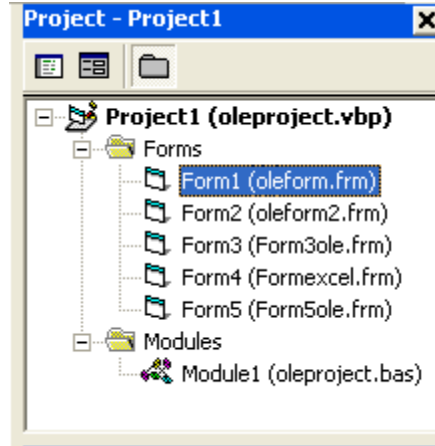 Project - Project1
Project1 (oleproject.vbp)
Forms
Form1 (oleform.frm)
Form2 (oleform2.frm)
Form3 (Form3ole.frm)
Form4 (Formexcel.frm)
Form5 (Form5ole.frm)
Modules
Module1 (oleproject.bas)